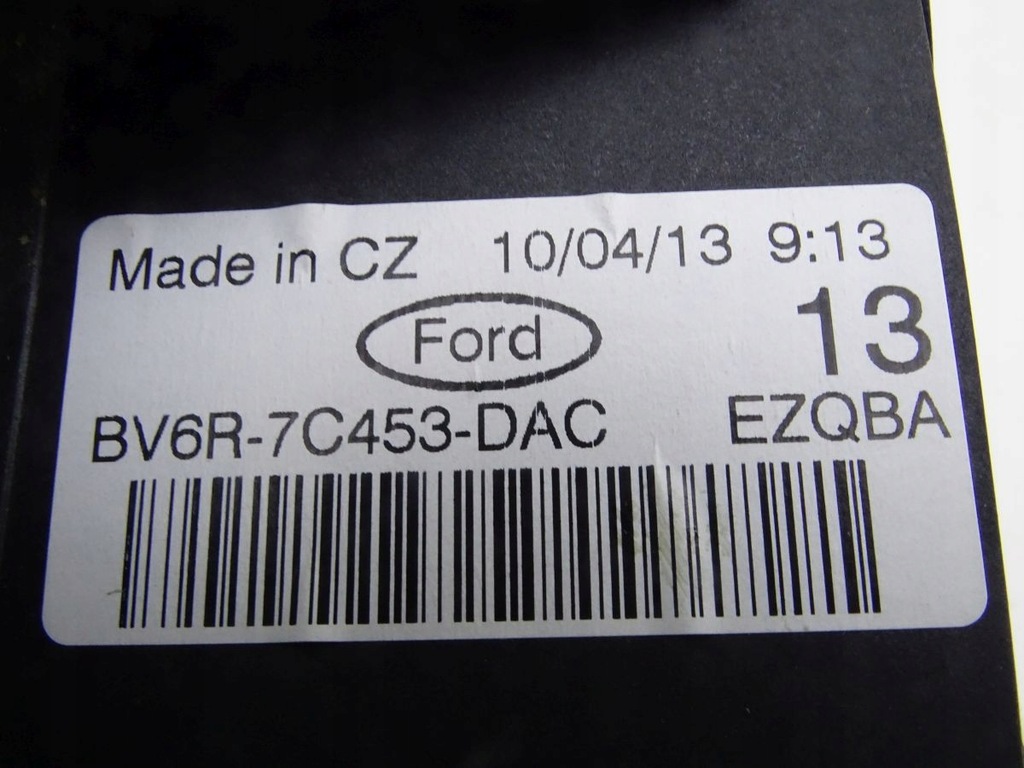 Made in CZ 10/04/13 9:13
Ford 13
BV6R-7C453-DAC EZQBA